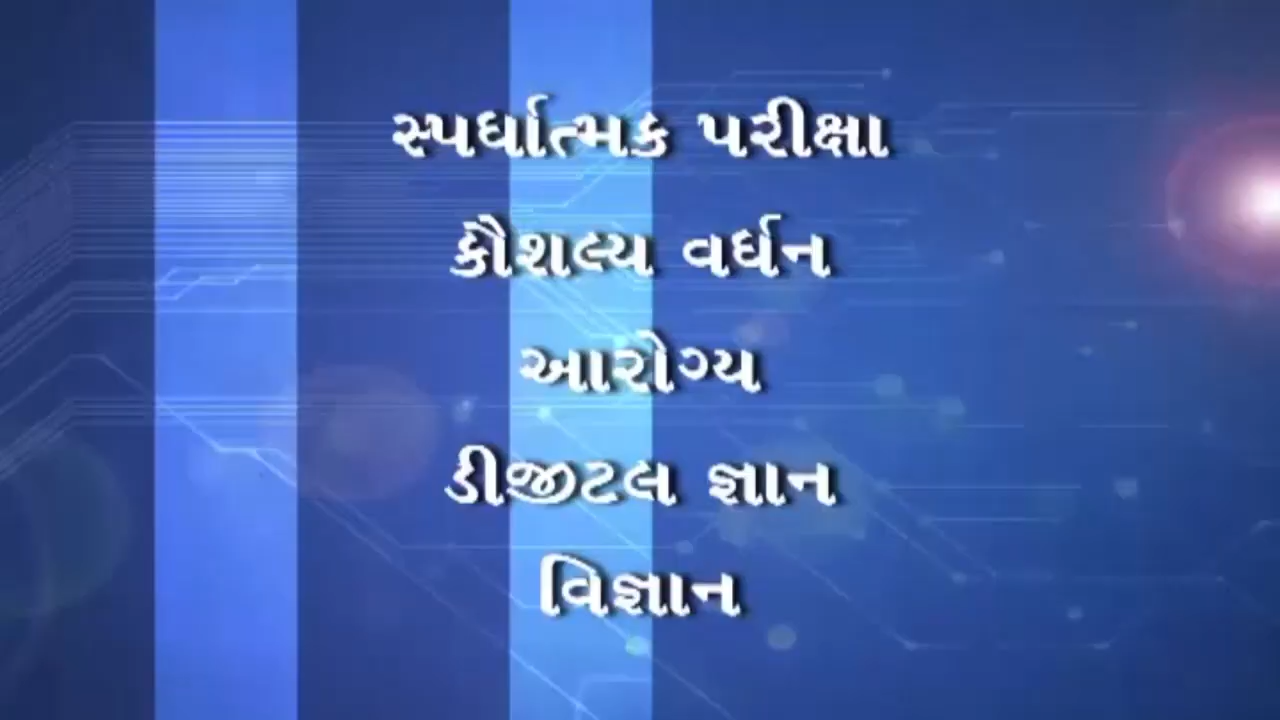 સ્પર્ધાત્મક પરીક્ષા
કૌશલ્ય વર્ધન
આરોગ્ય
ડીજીટલ જ્ઞાન
વિજ્ઞાન